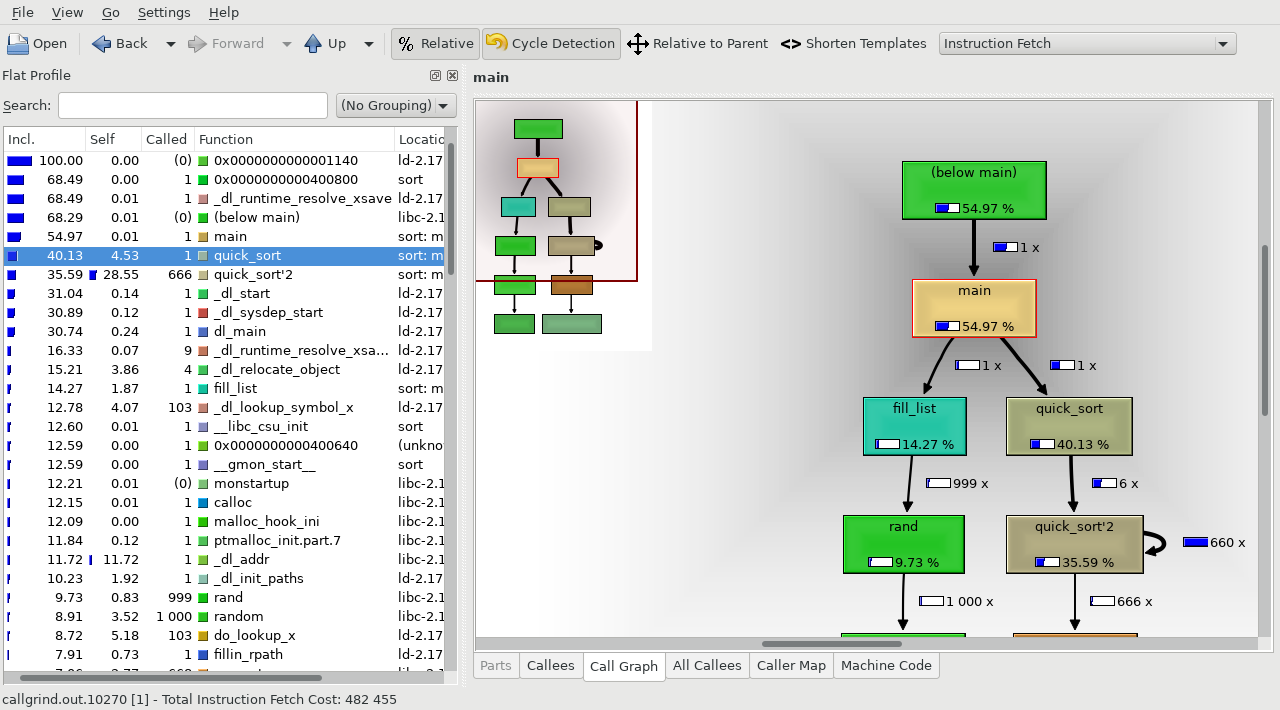 File View Go Settings Help
Open Back Forward Up % Relative Cycle Detection Relative to Parent Shorten Templates Instruction Fetch
Flat Profile
Search: (No Grouping)
Incl. Self Called Function Locatio
100.00 0.00 (0) 0x0000000000001140 ld-2.17
68.49 0.00 1 0x0000000000400800 sort
68.49 0.01 1 _dl_runtime_resolve_xsave ld-2.17
68.29 0.01 (0) (below main) libc-2.1
54.97 0.01 1 main sort: m
40.13 4.53 1 quick_sort sort: m
35.59 28.55 666 quick_sort'2 sort: m
31.04 0.14 1 _dl_start ld-2.17
30.89 0.12 1 _dl_sysdep_start ld-2.17
30.74 0.24 1 dl_main ld-2.17
16.33 0.07 9 _dl_runtime_resolve_xsa... ld-2.17
15.21 3.86 4 _dl_relocate_object ld-2.17
14.27 1.87 1 fill_list sort: m
12.78 4.07 103 _dl_lookup_symbol_x ld-2.17
12.60 0.01 1 __libc_csu_init sort
12.59 0.00 1 0x0000000000400640 (unkno
12.59 0.00 1 __gmon_start__ sort
12.21 0.01 (0) monstartup libc-2.1
12.15 0.01 1 calloc libc-2.1
12.09 0.00 1 malloc_hook_ini libc-2.1
11.84 0.12 1 ptmalloc_init.part.7 libc-2.1
11.72 11.72 1 _dl_addr libc-2.1
10.23 1.92 1 _dl_init_paths ld-2.17
9.73 0.83 999 rand libc-2.1
8.91 3.52 1 000 random libc-2.1
8.72 5.18 103 do_lookup_x ld-2.17
7.91 0.73 1 fillin_rpath ld-2.17
main
(below main)
54.97 %
1 x
main
54.97 %
1 x 1 x
fill_list quick_sort
14.27 % 40.13 %
999 x 6 x
rand quick_sort'2
9.73 % 35.59 %
660 x
1 000 x 666 x
Parts Callees Call Graph All Callees Caller Map Machine Code
callgrind.out.10270 [1] - Total Instruction Fetch Cost: 482 455